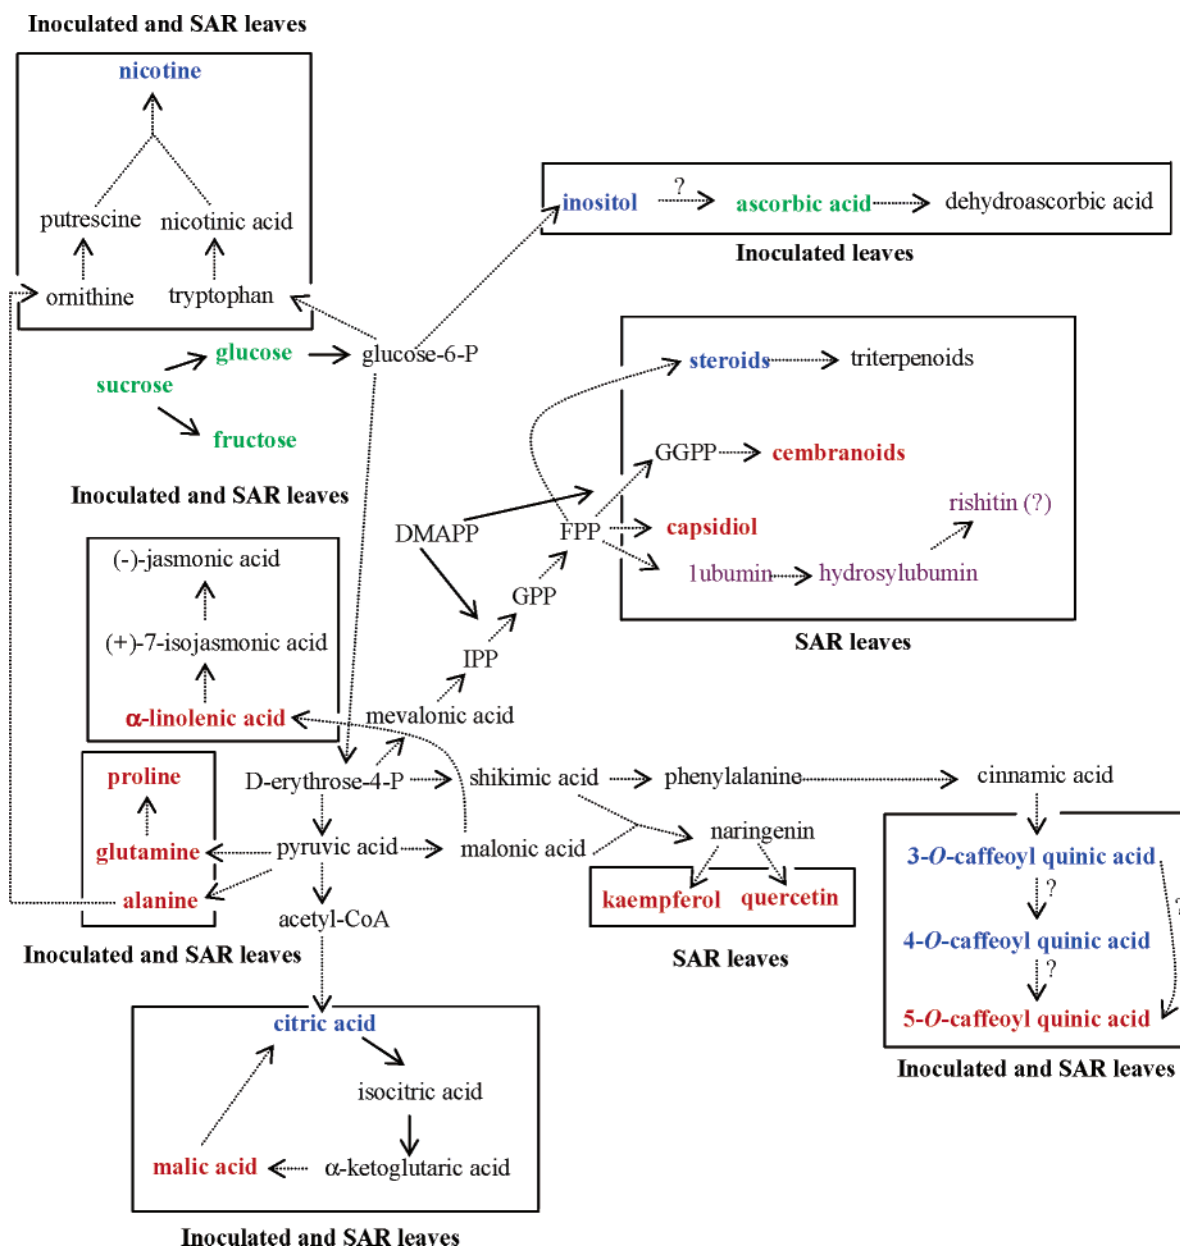 Inoculated and SAR leaves
nicotine
putrescine
nicotinic acid
ornithine
tryptophan
?
inositol
ascorbic acid
dehydroascorbic acid
Inoculated leaves
glucose
glucose-6-P
sucrose
fructose
Inoculated and SAR leaves
steroids
triterpenoids
GGPP
cembranoids
rishitin (?)
DMAPP
FPP
capsidiol
1ubumin
hydrosylubumin
GPP
SAR leaves
IPP
mevalonic acid
(-)-jasmonic acid
(+)-7-isojasmonic acid
α-linolenic acid
proline
glutamine
alanine
Inoculated and SAR leaves
D-erythrose-4-P
shikimic acid
phenylalanine
cinnamic acid
pyruvic acid
malonic acid
naringenin
acetyl-CoA
kaempferol
quercetin
SAR leaves
3-O-caffeoyl quinic acid
?
?
4-O-caffeoyl quinic acid
?
5-O-caffeoyl quinic acid
Inoculated and SAR leaves
citric acid
isocitric acid
malic acid
α-ketoglutaric acid
Inoculated and SAR leaves